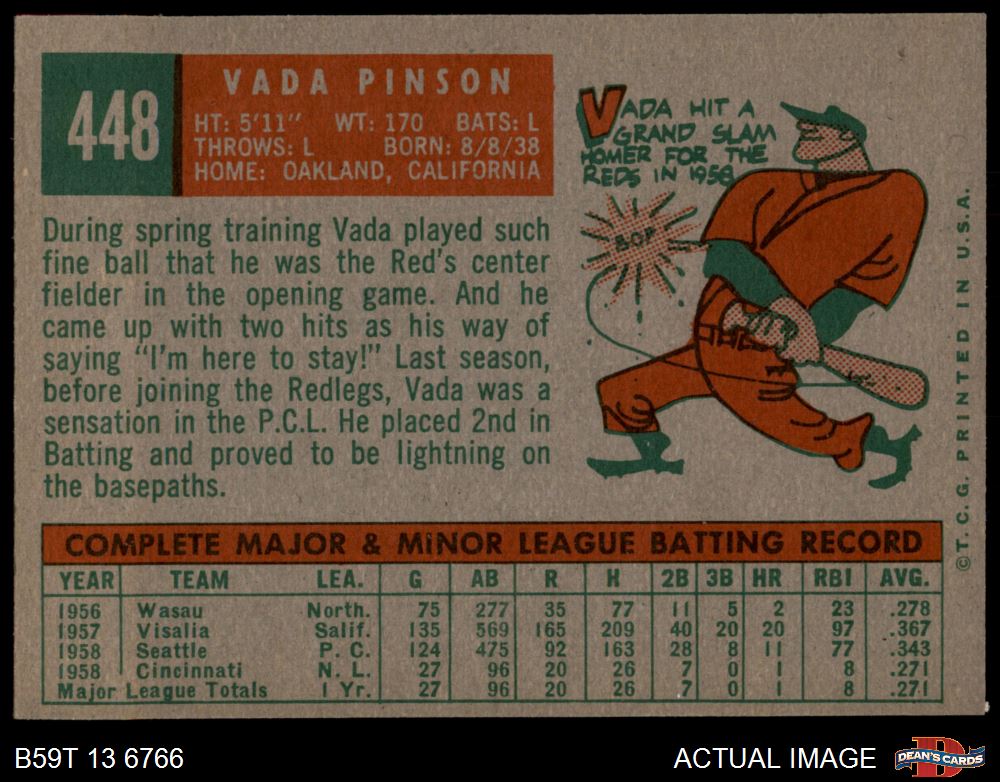 448
VADA PINSON
HT: 5'11" WT: 170 BATS: L
THROWS: L BORN: 8/8/38
HOME: OAKLAND, CALIFORNIA
VADA HIT A
GRAND SLAM
HOMER FOR THE
REDS IN 1958
BOP
During spring training Vada played such
fine ball that he was the Red's center
fielder in the opening game. And he
came up with two hits as his way of
saying "I'm here to stay!" Last season,
before joining the Redlegs, Vada was a
sensation in the P.C.L. He placed 2nd in
Batting and proved to be lightning on
the basepaths.
COMPLETE MAJOR & MINOR LEAGUE BATTING RECORD
YEAR TEAM LEA. G AB R H 2B 3B HR RBI AVG.
1956 Wasau North. 75 277 35 77 11 5 2 23 .278
1957 Visalia Salif. 135 569 165 209 40 20 20 97 .367
1958 Seattle P. C. 124 475 92 163 28 8 11 77 .343
1958 Cincinnati N. L. 27 96 20 26 7 0 1 8 .271
Major League Totals 1 Yr. 27 96 20 26 7 0 1 8 .271
©T.C.G. PRINTED IN U.S.A.
B59T 13 6766
ACTUAL IMAGE
D
DEAN'S CARDS